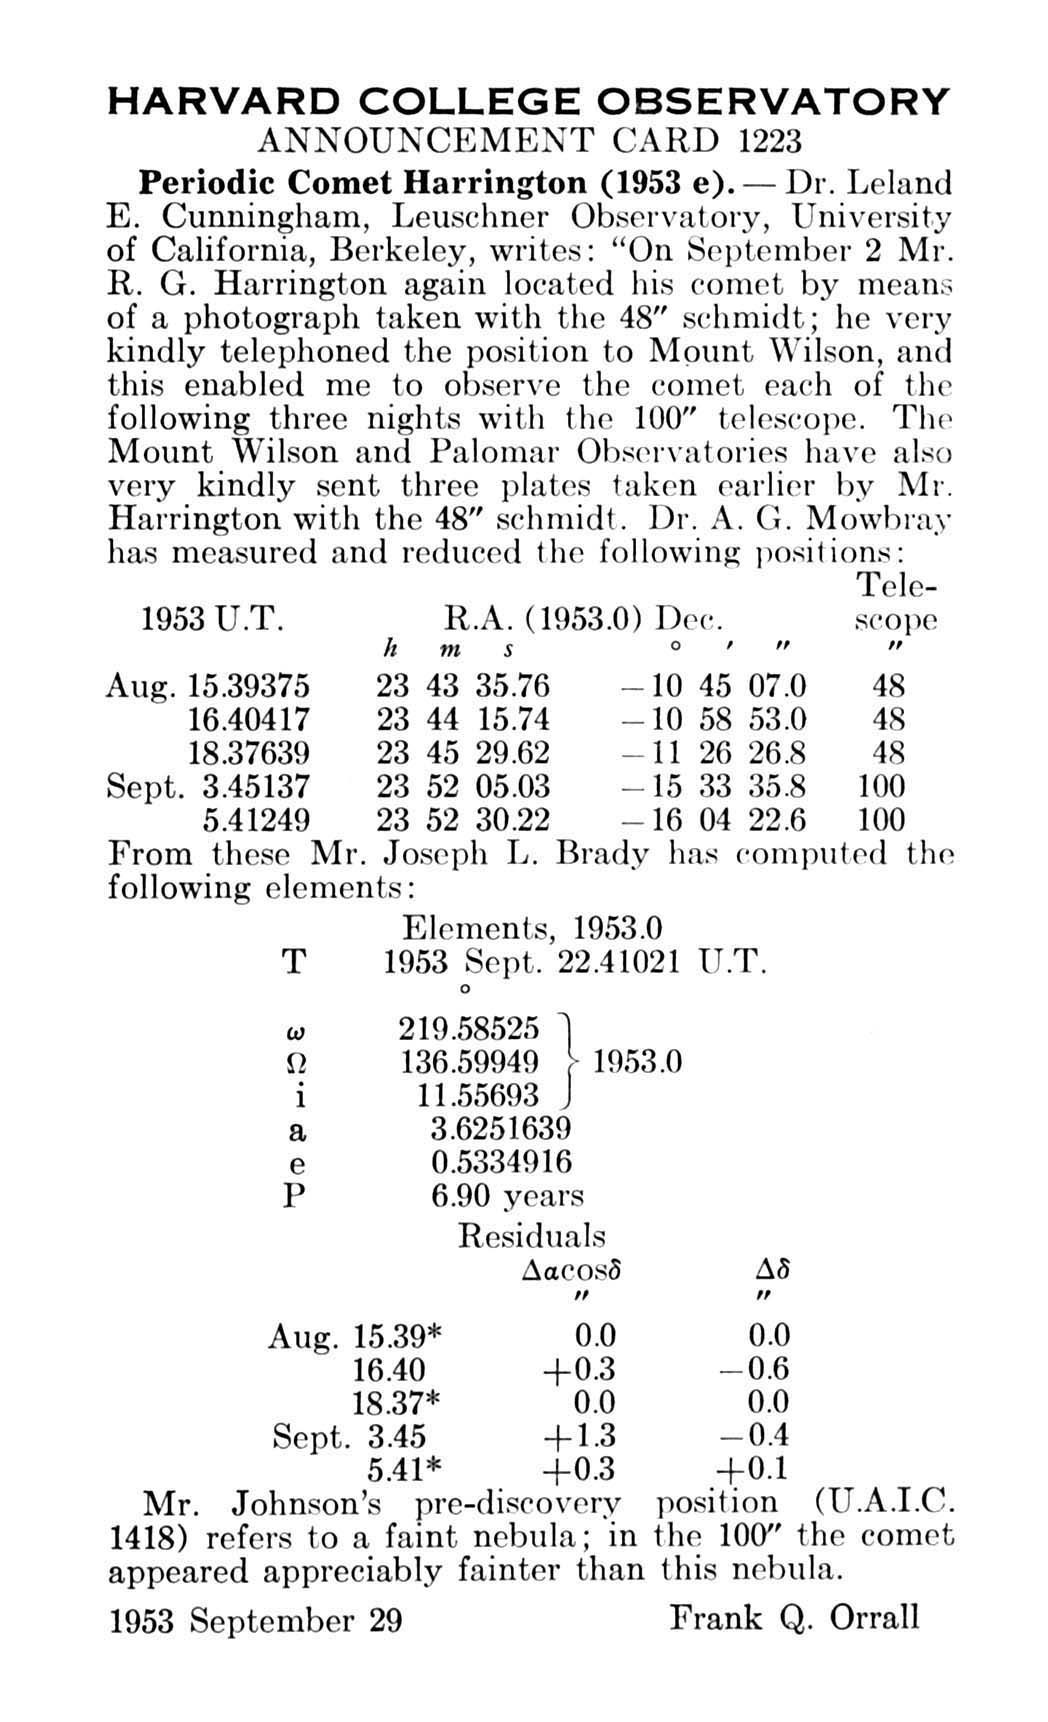 HARVARD COLLEGE OBSERVATORY
ANNOUNCEMENT CARD 1223
Periodic Comet Harrington (1953 e). — Dr. Leland
E. Cunningham, Leuschner Observatory, University
of California, Berkeley, writes: “On September 2 Mr.
R. G. Harrington again located his comet by means
of a photograph taken with the 48″ schmidt; he very
kindly telephoned the position to Mount Wilson, and
this enabled me to observe the comet each of the
following three nights with the 100″ telescope. The
Mount Wilson and Palomar Observatories have also
very kindly sent three plates taken earlier by Mr.
Harrington with the 48″ schmidt. Dr. A. G. Mowbray
has measured and reduced the following positions:
Tele-
1953 U.T. R.A. (1953.0) Dec. scope
h m s ° ′ ″ ″
Aug. 15.39375 23 43 35.76 −10 45 07.0 48
16.40417 23 44 15.74 −10 58 53.0 48
18.37639 23 45 29.62 −11 26 26.8 48
Sept. 3.45137 23 52 05.03 −15 33 35.8 100
5.41249 23 52 30.22 −16 04 22.6 100
From these Mr. Joseph L. Brady has computed the
following elements:
Elements, 1953.0
T 1953 Sept. 22.41021 U.T.
°
ω 219.58525
Ω 136.59949 } 1953.0
i 11.55693
a 3.6251639
e 0.5334916
P 6.90 years
Residuals
Δαcosδ Δδ
″ ″
Aug. 15.39* 0.0 0.0
16.40 +0.3 −0.6
18.37* 0.0 0.0
Sept. 3.45 +1.3 −0.4
5.41* +0.3 +0.1
Mr. Johnson's pre-discovery position (U.A.I.C.
1418) refers to a faint nebula; in the 100″ the comet
appeared appreciably fainter than this nebula.
1953 September 29 Frank Q. Orrall